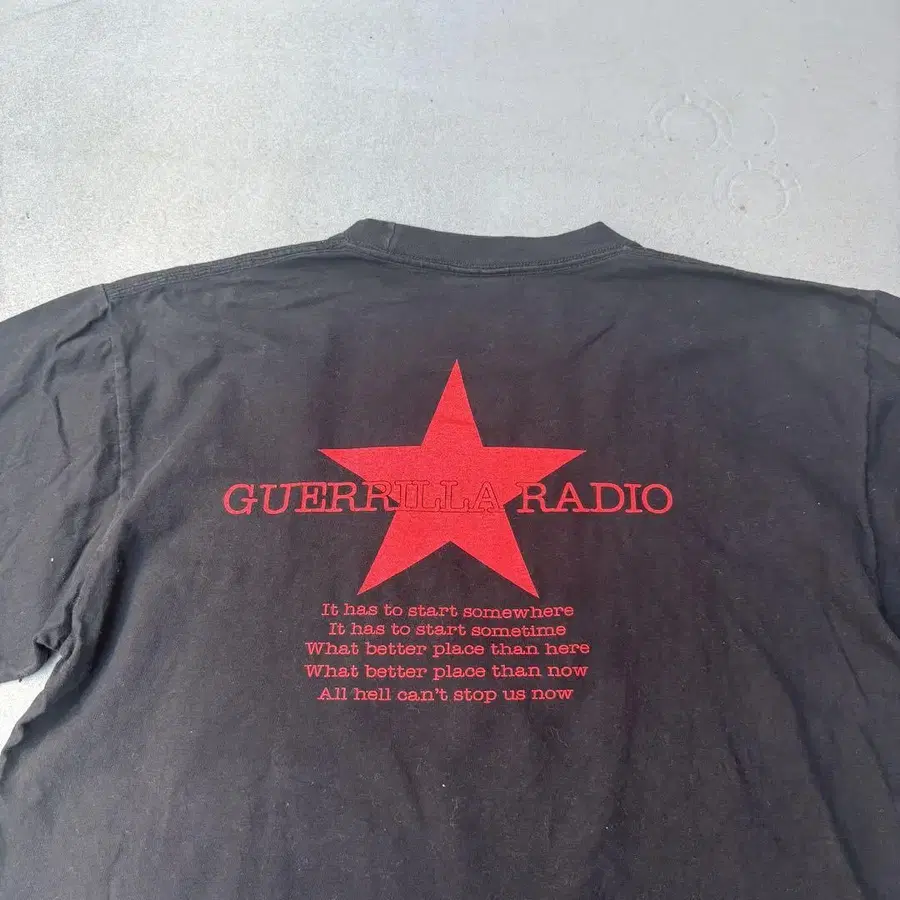 GUERRILLA RADIO
It has to start somewhere
It has to start sometime
What better place than here
What better place than now
All hell can't stop us now